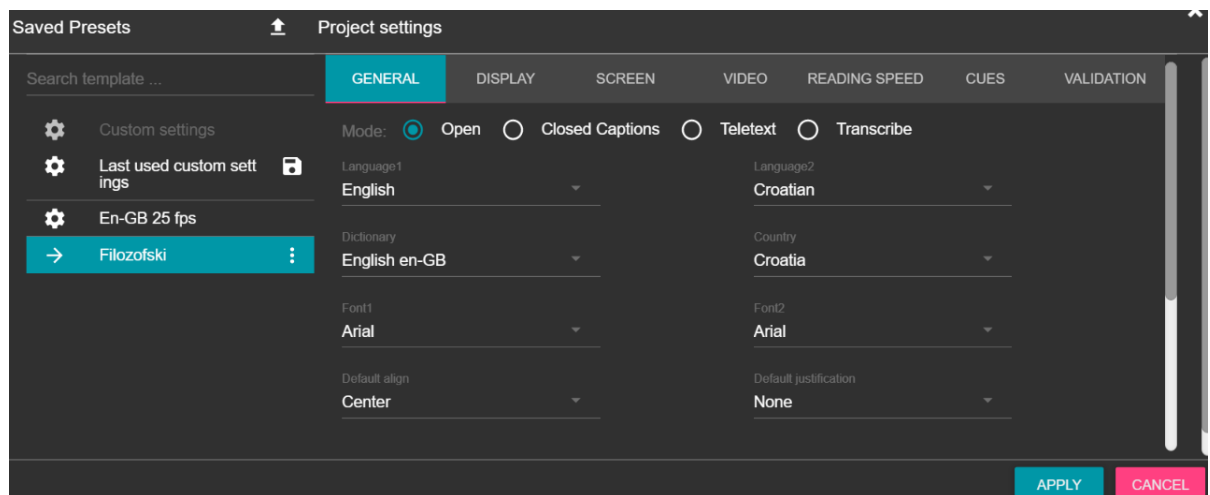 Saved Presets
Project settings
Search template ...
Custom settings
Last used custom sett
ings
En-GB 25 fps
Filozofski
GENERAL DISPLAY SCREEN VIDEO READING SPEED CUES VALIDATION
Mode: Open Closed Captions Teletext Transcribe
Language1 Language2
English Croatian
Dictionary Country
English en-GB Croatia
Font1 Font2
Arial Arial
Default align Default justification
Center None
APPLY CANCEL